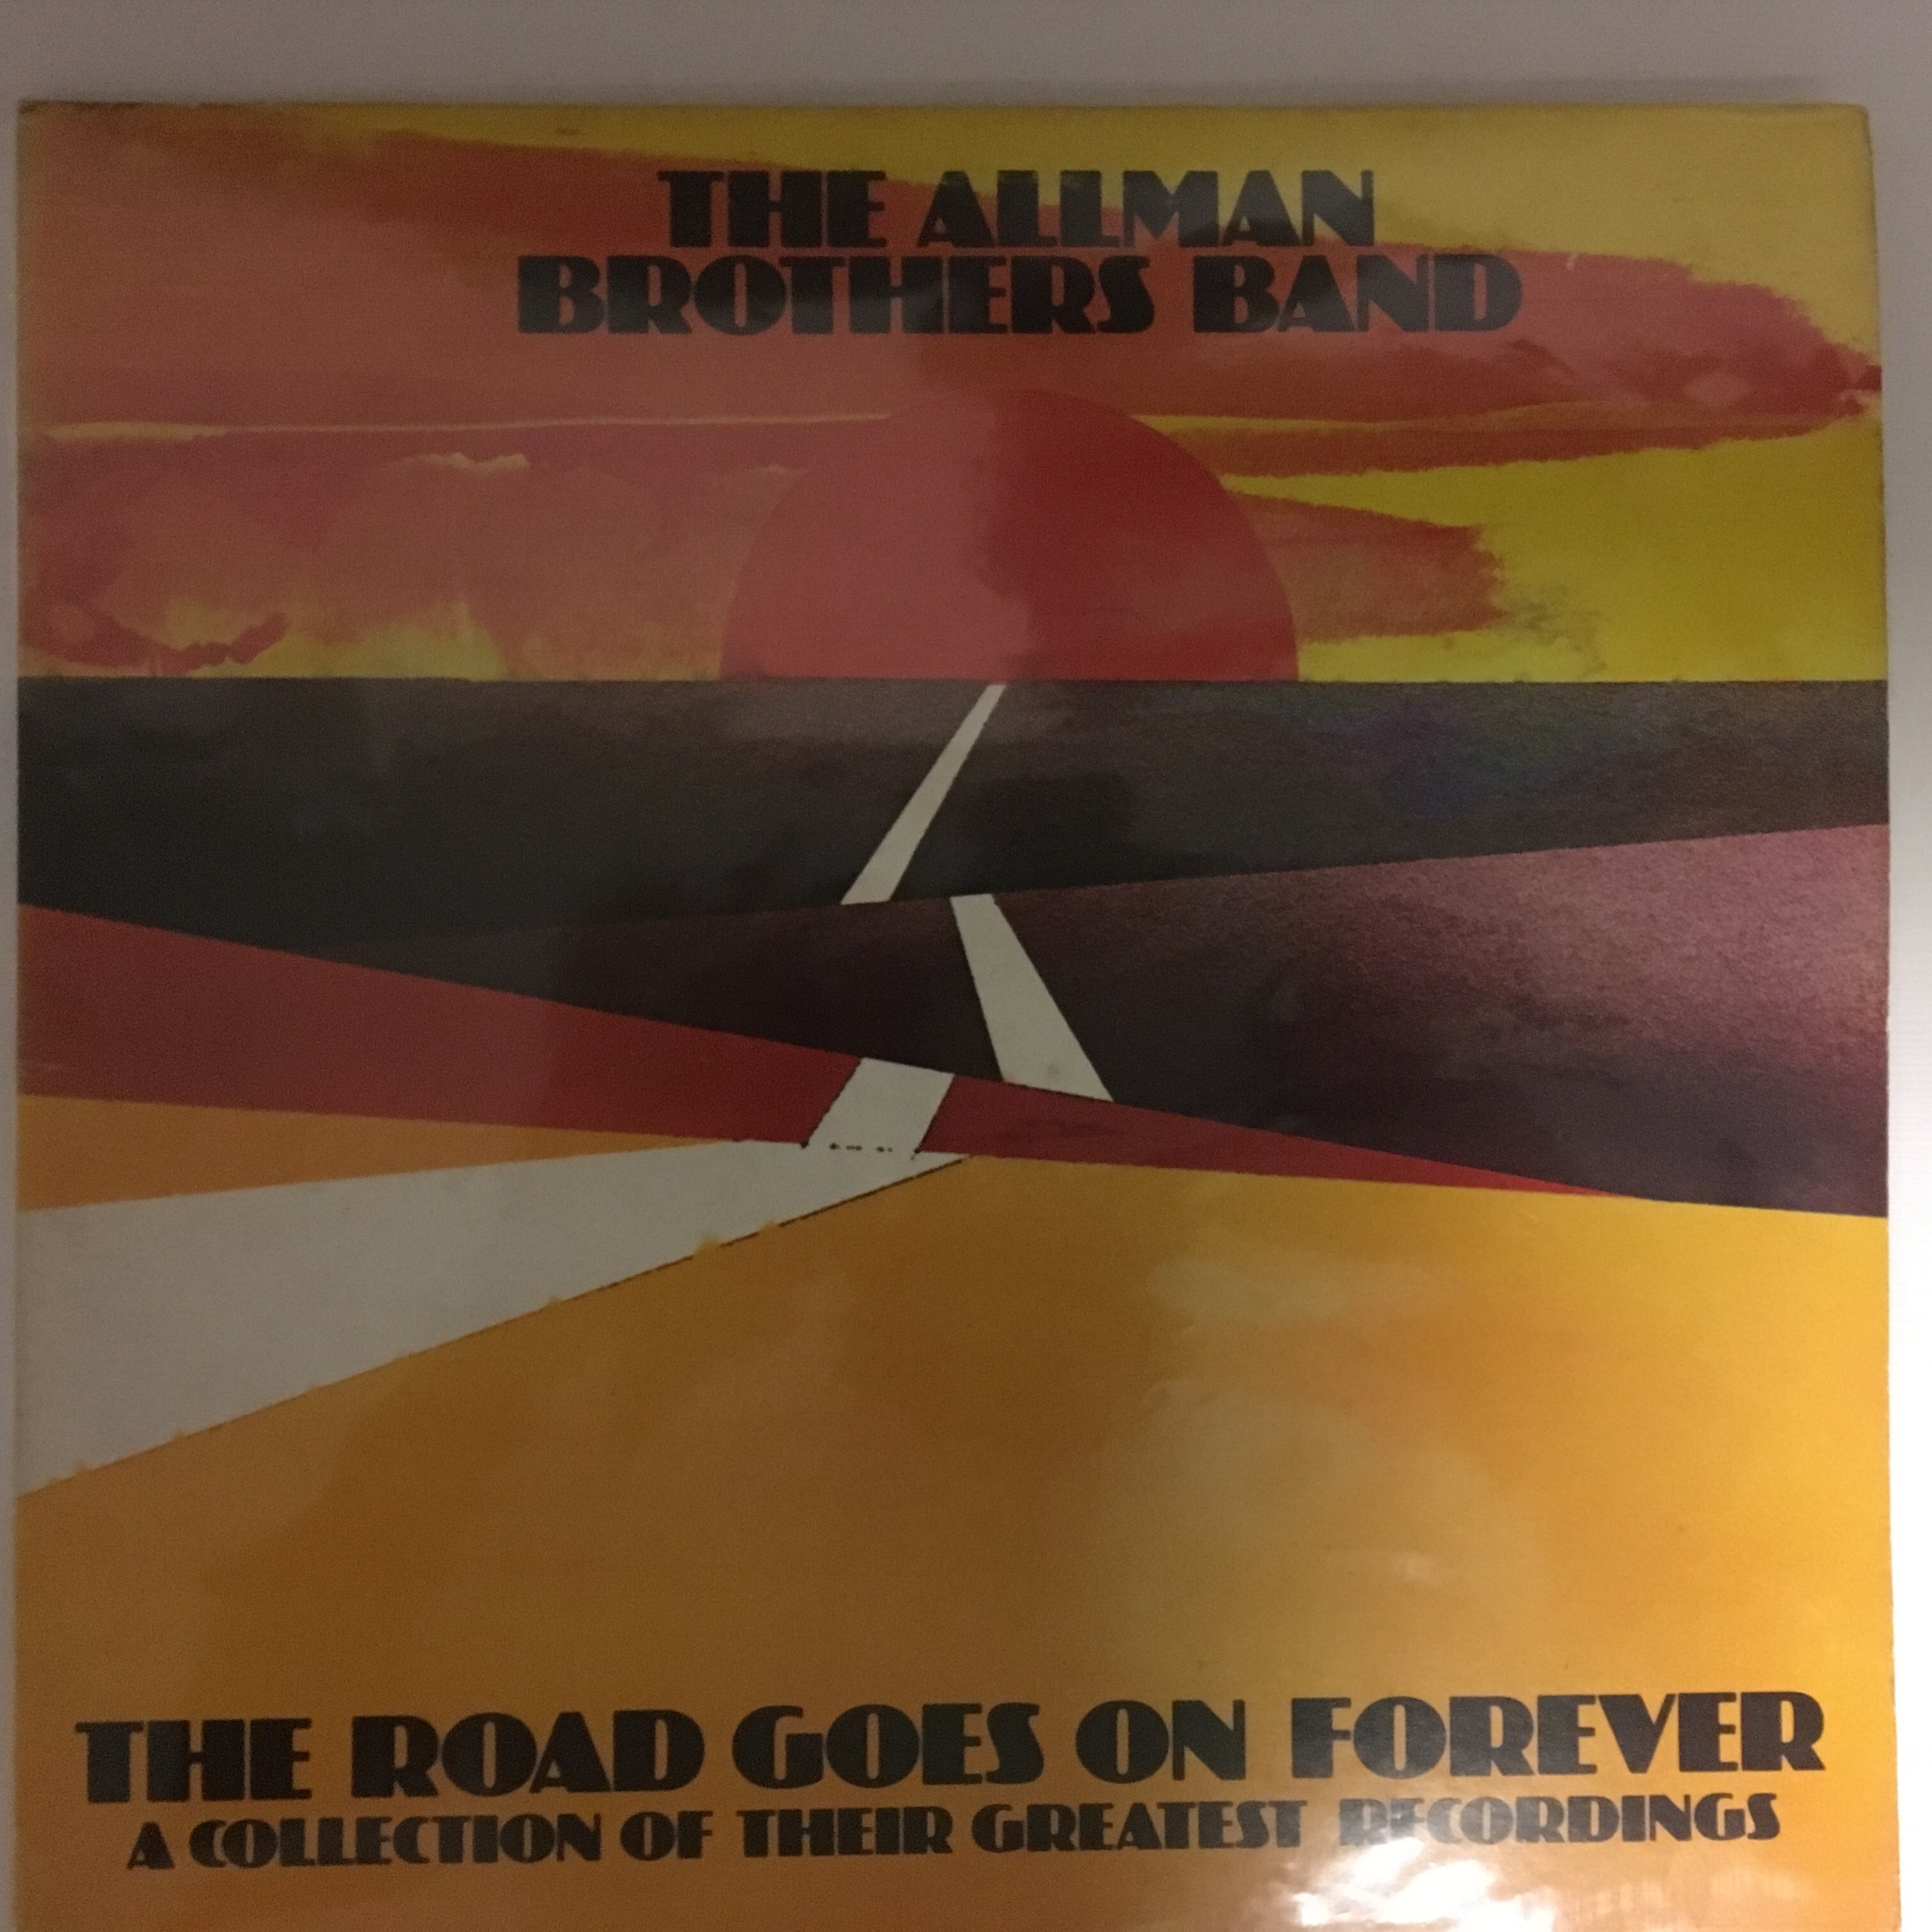 THE ALLMAN
BROTHERS BAND
THE ROAD GOES ON FOREVER
A COLLECTION OF THEIR GREATEST RECORDINGS